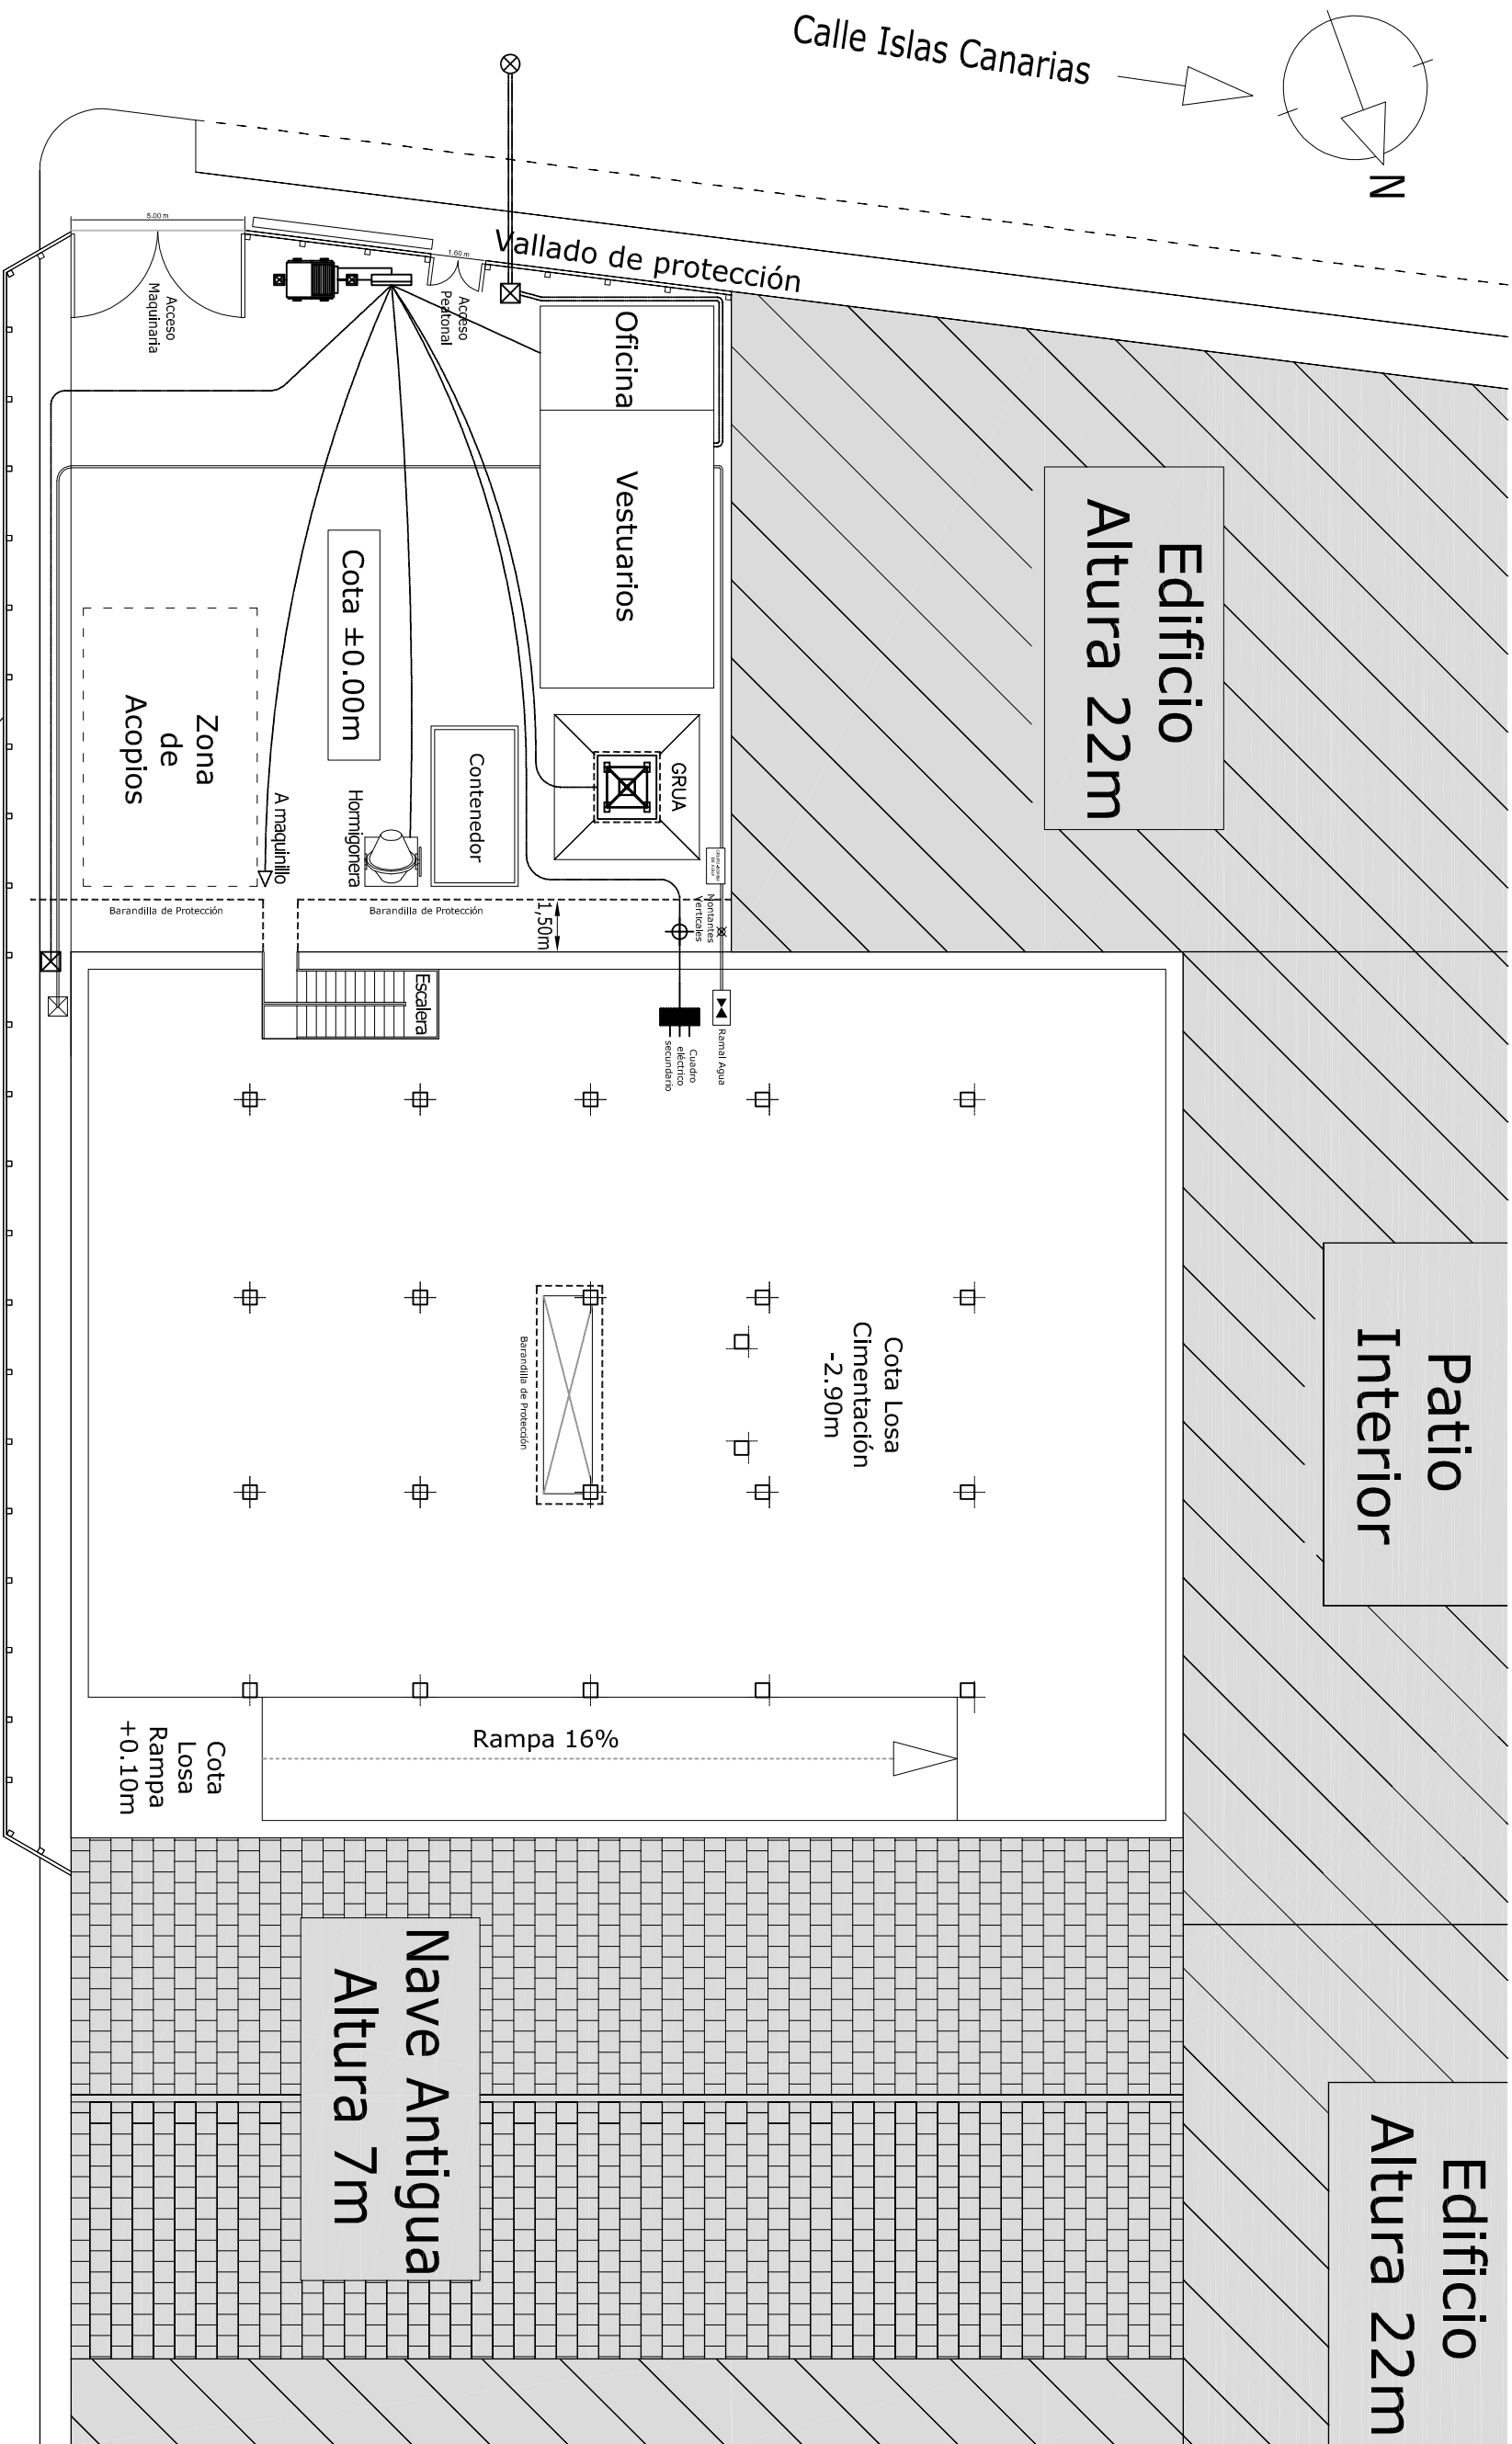 Calle Islas Canarias
N
Vallado de protección
5.00 m
1.60 m
Acceso
Maquinaria
Acceso
Peatonal
Oficina
Vestuarios
Edificio
Altura 22m
Cota ±0.00m
Zona
de
Acopios
A maquinillo
Hormigonera
Contenedor
GRUA
Montantes
Verticales
Barandilla de Protección
Barandilla de Protección
1,50m
Escalera
Cuadro
eléctrico
secundario
Ramal Agua
Cota Losa
Cimentación
-2.90m
Barandilla de Protección
Patio
Interior
Rampa 16%
Cota
Losa
Rampa
+0.10m
Nave Antigua
Altura 7m
Edificio
Altura 22m